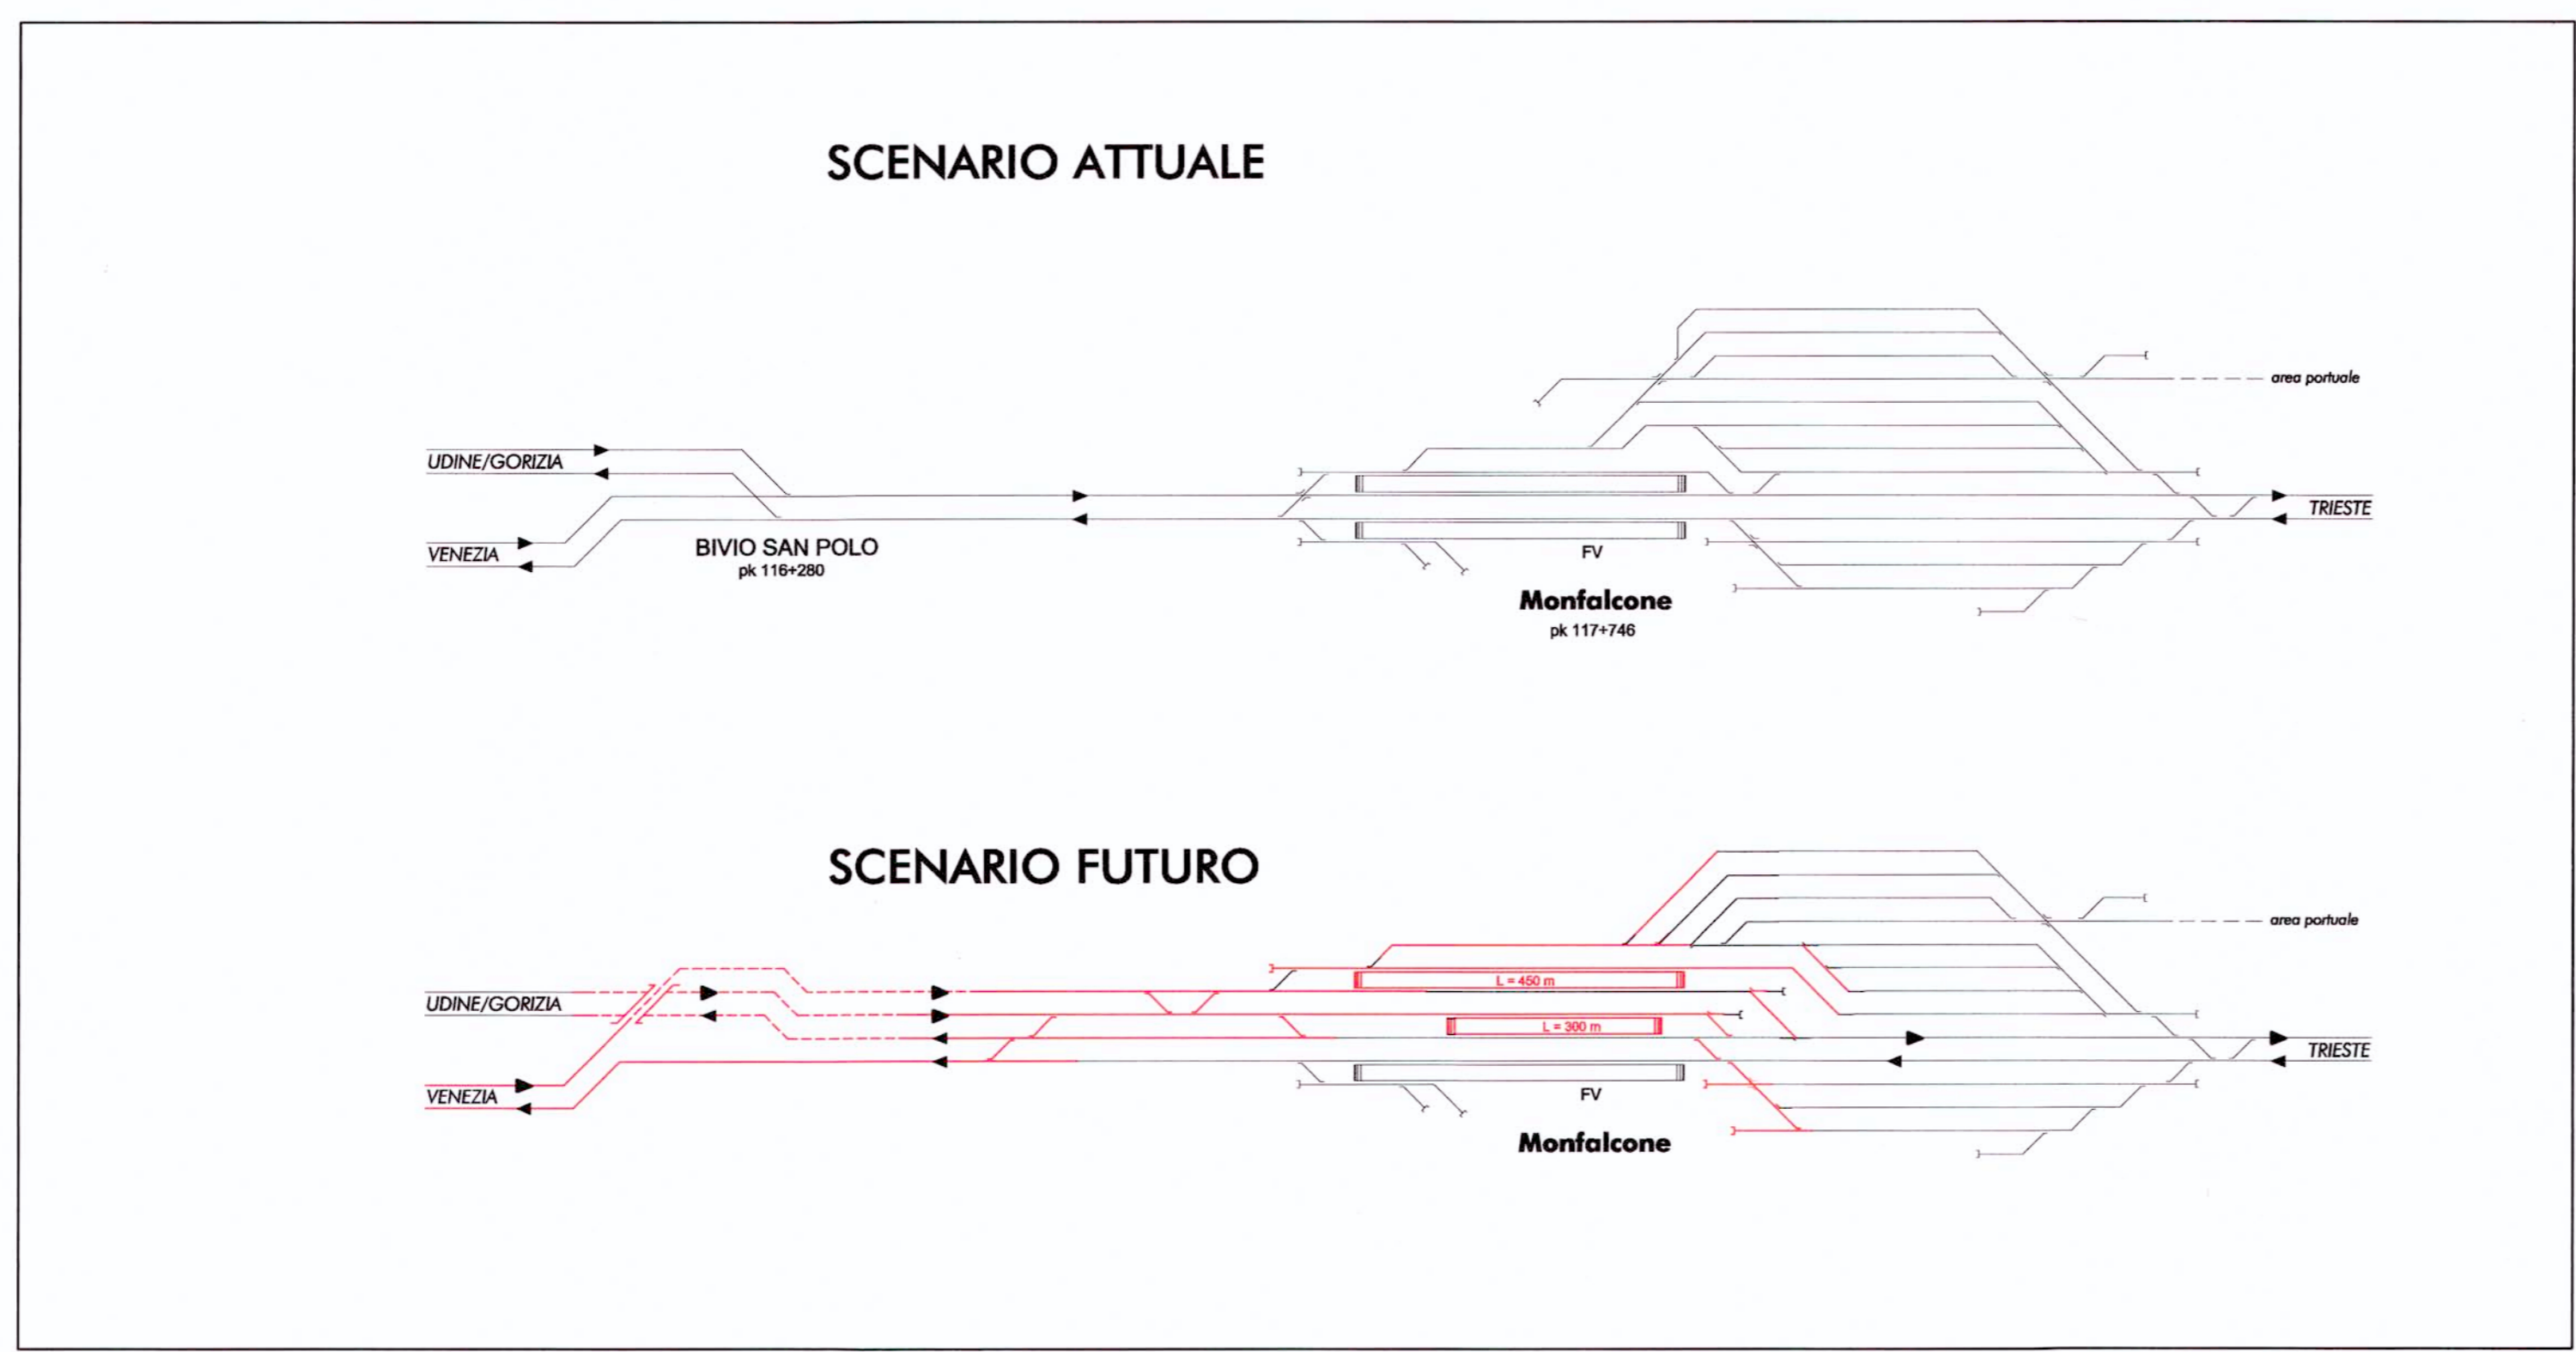 SCENARIO ATTUALE
area portuale
UDINE/GORIZIA
TRIESTE
VENEZIA
BIVIO SAN POLO
pk 116+280
FV
Monfalcone
pk 117+746
SCENARIO FUTURO
area portuale
L = 450 m
UDINE/GORIZIA
L = 300 m
TRIESTE
VENEZIA
FV
Monfalcone